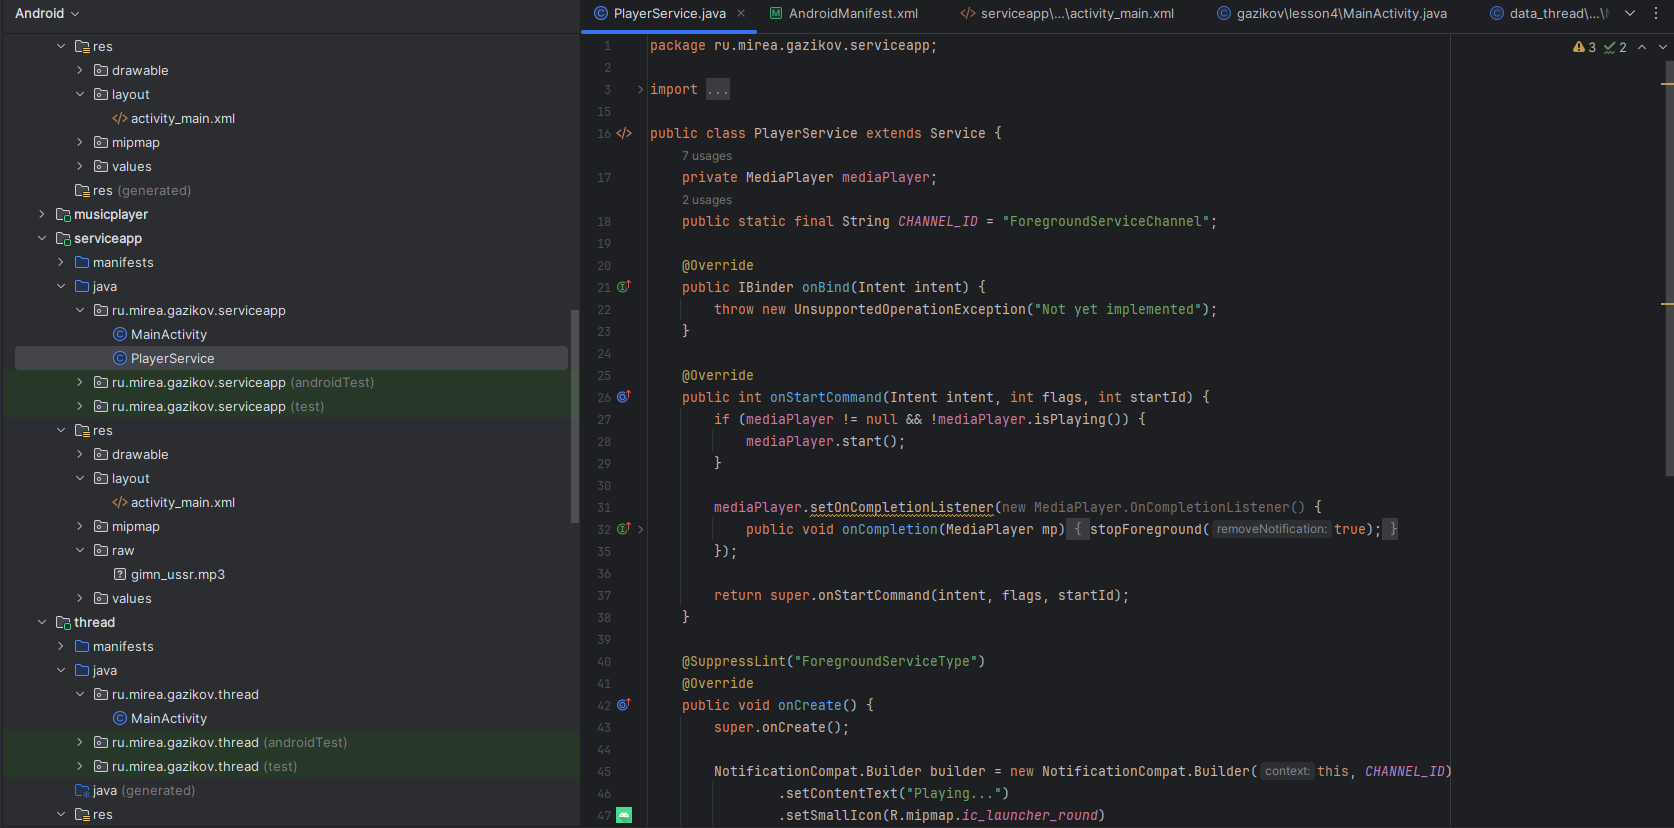 Android
res
drawable
layout
</> activity_main.xml
mipmap
values
res (generated)
musicplayer
serviceapp
manifests
java
ru.mirea.gazikov.serviceapp
MainActivity
PlayerService
ru.mirea.gazikov.serviceapp (androidTest)
ru.mirea.gazikov.serviceapp (test)
res
drawable
layout
</> activity_main.xml
mipmap
raw
gimn_ussr.mp3
values
thread
manifests
java
ru.mirea.gazikov.thread
MainActivity
ru.mirea.gazikov.thread (androidTest)
ru.mirea.gazikov.thread (test)
java (generated)
res
PlayerService.java × AndroidManifest.xml </> serviceapp\...\activity_main.xml gazikov\lesson4\MainActivity.java data_thread\...\
3 2
1 package ru.mirea.gazikov.serviceapp;
2
3 import ...
15
16 </> public class PlayerService extends Service {
7 usages
17 private MediaPlayer mediaPlayer;
2 usages
18 public static final String CHANNEL_ID = "ForegroundServiceChannel";
19
20 @Override
21 public IBinder onBind(Intent intent) {
22 throw new UnsupportedOperationException("Not yet implemented");
23 }
24
25 @Override
26 public int onStartCommand(Intent intent, int flags, int startId) {
27 if (mediaPlayer != null && !mediaPlayer.isPlaying()) {
28 mediaPlayer.start();
29 }
30
31 mediaPlayer.setOnCompletionListener(new MediaPlayer.OnCompletionListener() {
32 public void onCompletion(MediaPlayer mp) { stopForeground( removeNotification: true); }
35 });
36
37 return super.onStartCommand(intent, flags, startId);
38 }
39
40 @SuppressLint("ForegroundServiceType")
41 @Override
42 public void onCreate() {
43 super.onCreate();
44
45 NotificationCompat.Builder builder = new NotificationCompat.Builder( context: this, CHANNEL_ID)
46 .setContentText("Playing...")
47 .setSmallIcon(R.mipmap.ic_launcher_round)